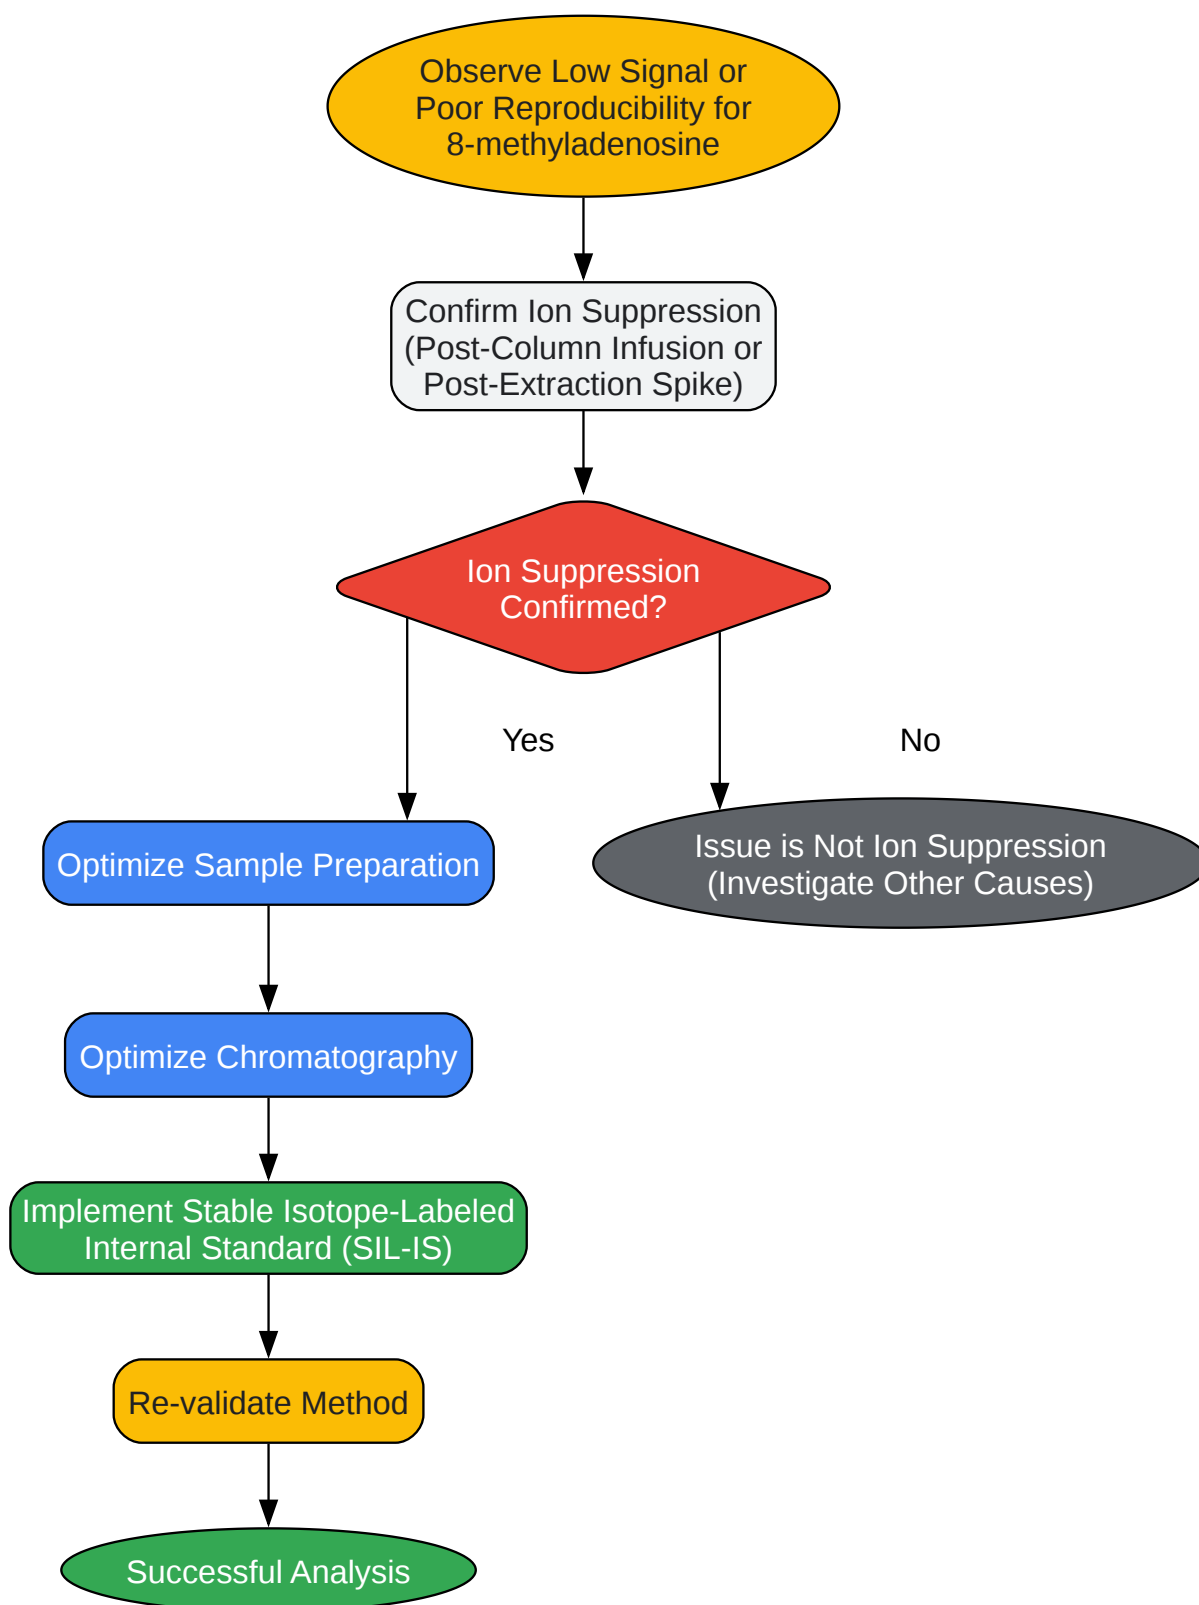 Observe Low Signal or
Poor Reproducibility for
8-methyladenosine
Confirm Ion Suppression
(Post-Column Infusion or
Post-Extraction Spike)
Ion Suppression
Confirmed?
Yes
No
Optimize Sample Preparation
Issue is Not Ion Suppression
(Investigate Other Causes)
Optimize Chromatography
Implement Stable Isotope-Labeled
Internal Standard (SIL-IS)
Re-validate Method
Successful Analysis